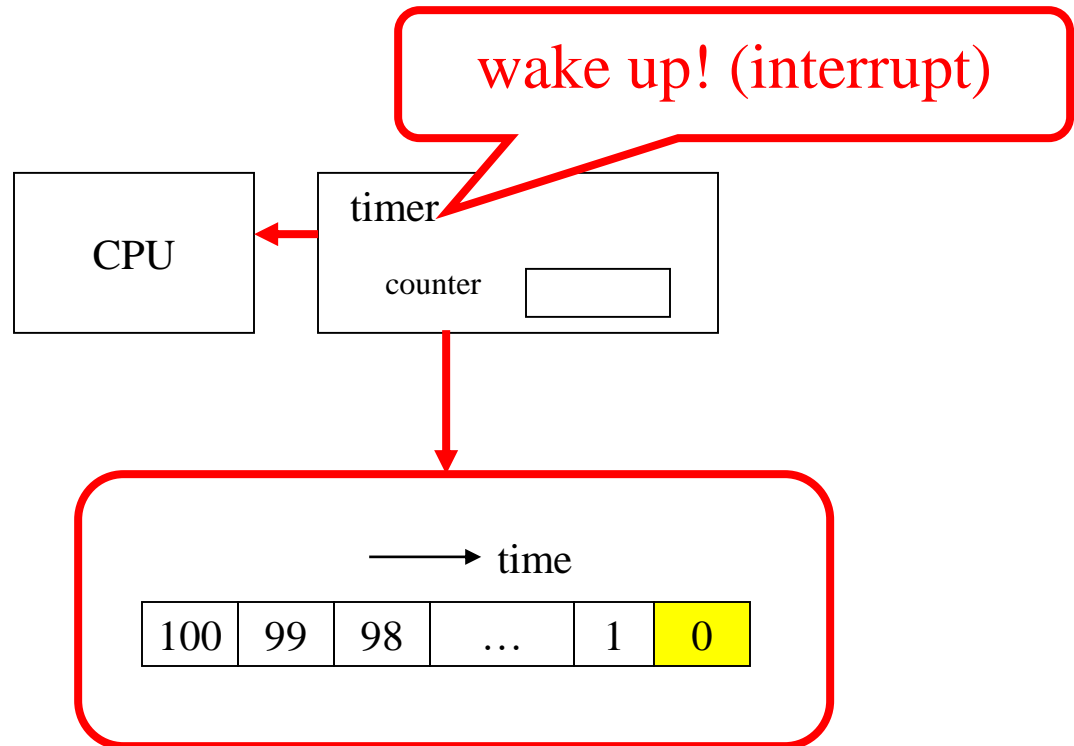 wake up! (interrupt)
timer
CPU
counter
time
100 99 98 … 1 0